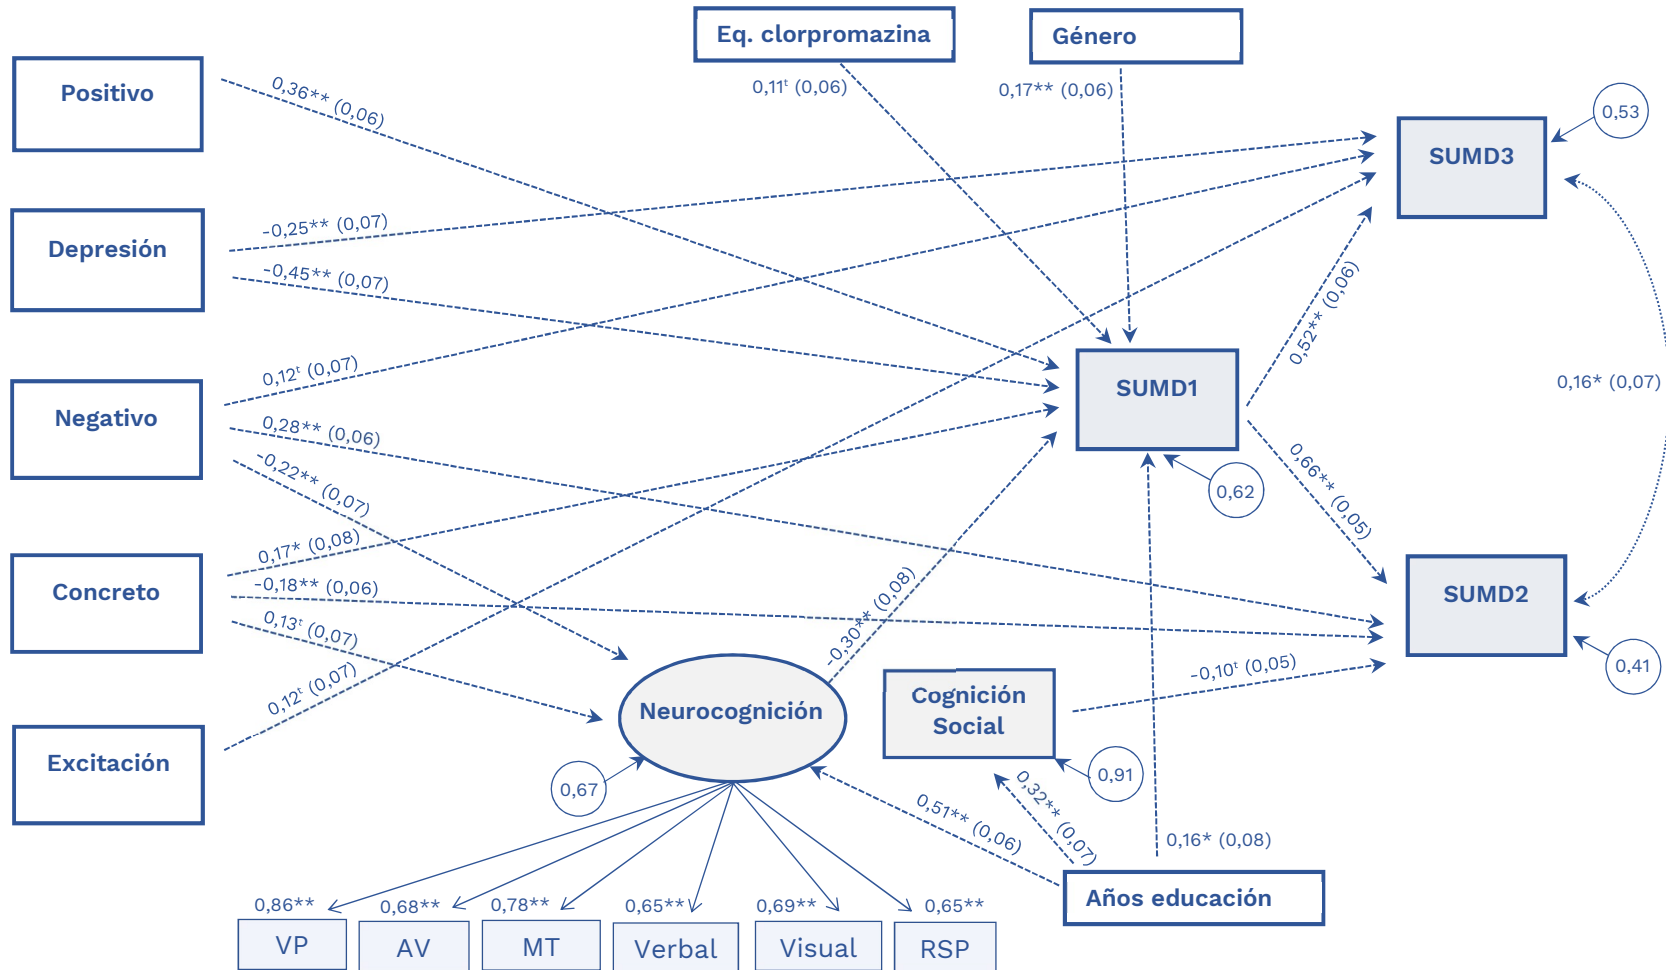 Eq. clorpromazina
Género
0,11ᵗ (0,06)
0,17** (0,06)
Positivo
0,36** (0,06)
SUMD3
0,53
Depresión
-0,25** (0,07)
-0,45** (0,07)
0,52** (0,06)
Negativo
0,12ᵗ (0,07)
0,28** (0,06)
-0,22** (0,07)
SUMD1
0,62
0,16* (0,07)
0,66** (0,05)
Concreto
0,17* (0,08)
-0,18** (0,06)
0,13ᵗ (0,07)
-0,30** (0,08)
SUMD2
0,41
Excitación
0,12ᵗ (0,07)
Neurocognición
0,67
Cognición
Social
-0,10ᵗ (0,05)
0,91
0,51** (0,06)
0,32** (0,07)
0,16* (0,08)
Años educación
0,86**
0,68**
0,78**
0,65**
0,69**
0,65**
VP
AV
MT
Verbal
Visual
RSP